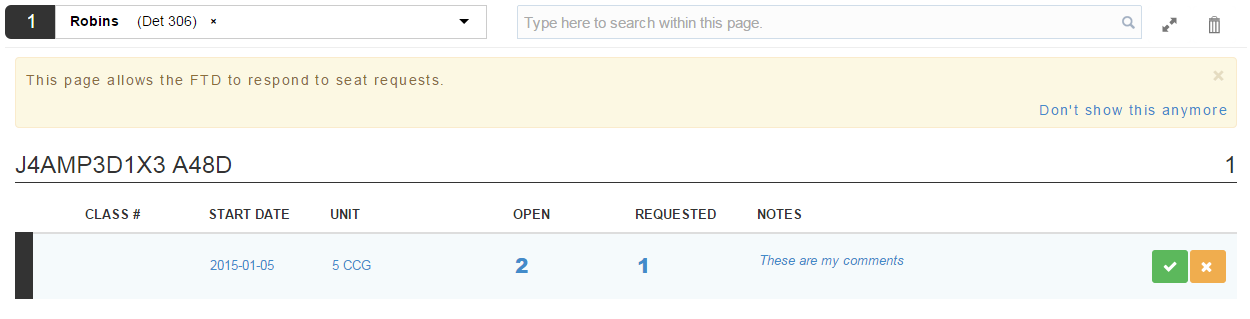 1 Robins (Det 306) × Type here to search within this page.
This page allows the FTD to respond to seat requests. ×
Don't show this anymore
J4AMP3D1X3 A48D 1
CLASS # START DATE UNIT OPEN REQUESTED NOTES
2015-01-05 5 CCG 2 1 These are my comments